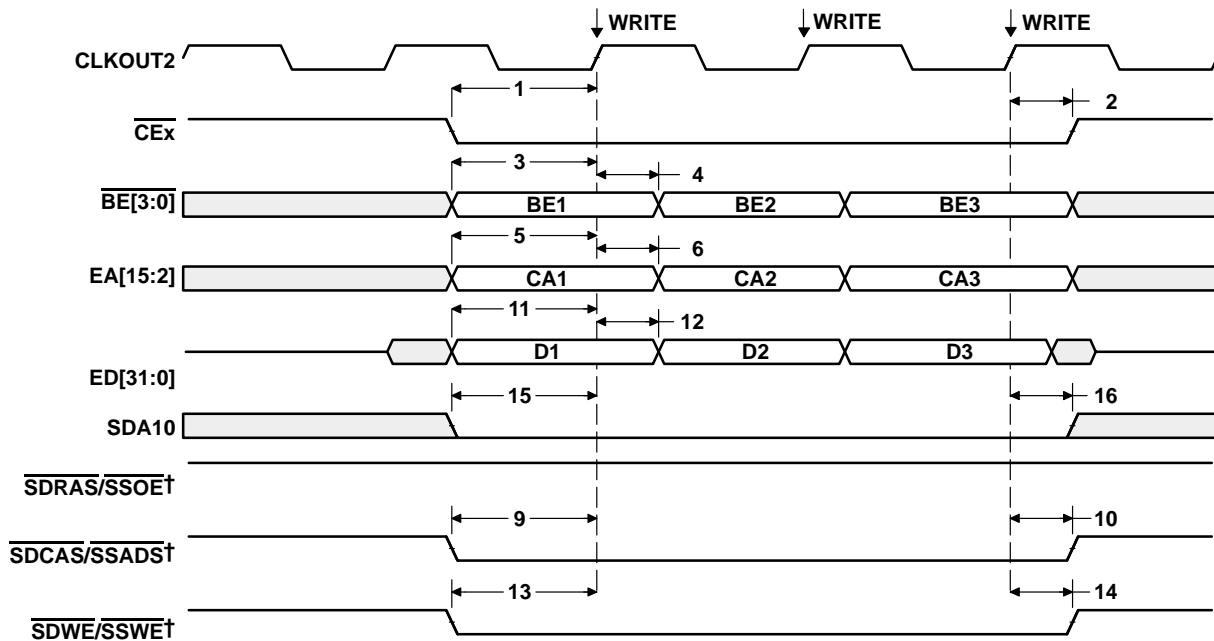 WRITE WRITE WRITE
CLKOUT2
1 2
CEx
3 4
BE[3:0] BE1 BE2 BE3
5 6
EA[15:2] CA1 CA2 CA3
11 12
D1 D2 D3
ED[31:0]
15 16
SDA10
SDRAS/SSOE†
9 10
SDCAS/SSADS†
13 14
SDWE/SSWE†